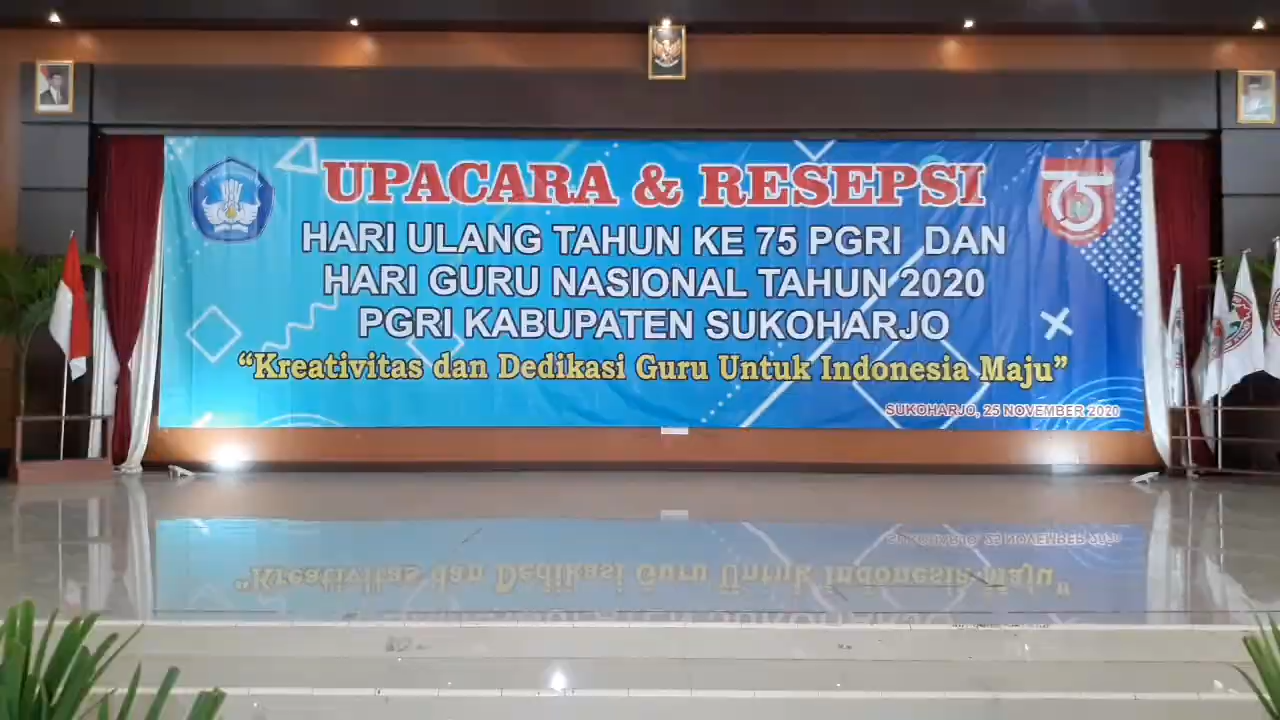 UPACARA & RESEPSI
HARI ULANG TAHUN KE 75 PGRI DAN
HARI GURU NASIONAL TAHUN 2020
PGRI KABUPATEN SUKOHARJO
“Kreativitas dan Dedikasi Guru Untuk Indonesia Maju”
SUKOHARJO, 25 NOVEMBER 2020
75